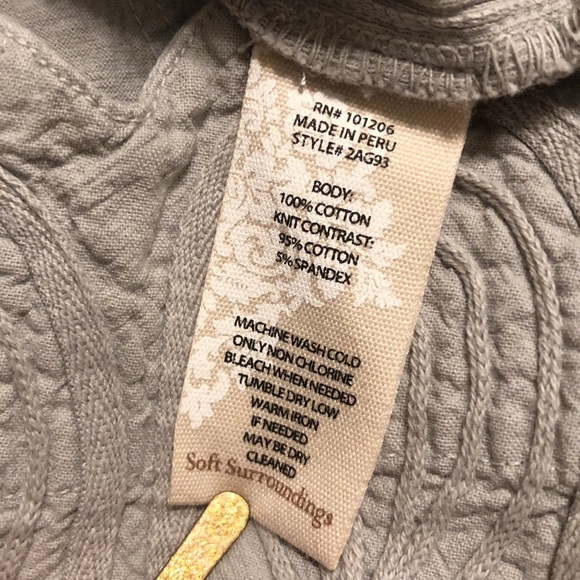 RN# 101206
MADE IN PERU
STYLE# 2AG93
BODY:
100% COTTON
KNIT CONTRAST:
95% COTTON
5% SPANDEX
MACHINE WASH COLD
ONLY NON CHLORINE
BLEACH WHEN NEEDED
TUMBLE DRY LOW
WARM IRON
IF NEEDED
MAY BE DRY
CLEANED
Soft Surroundings